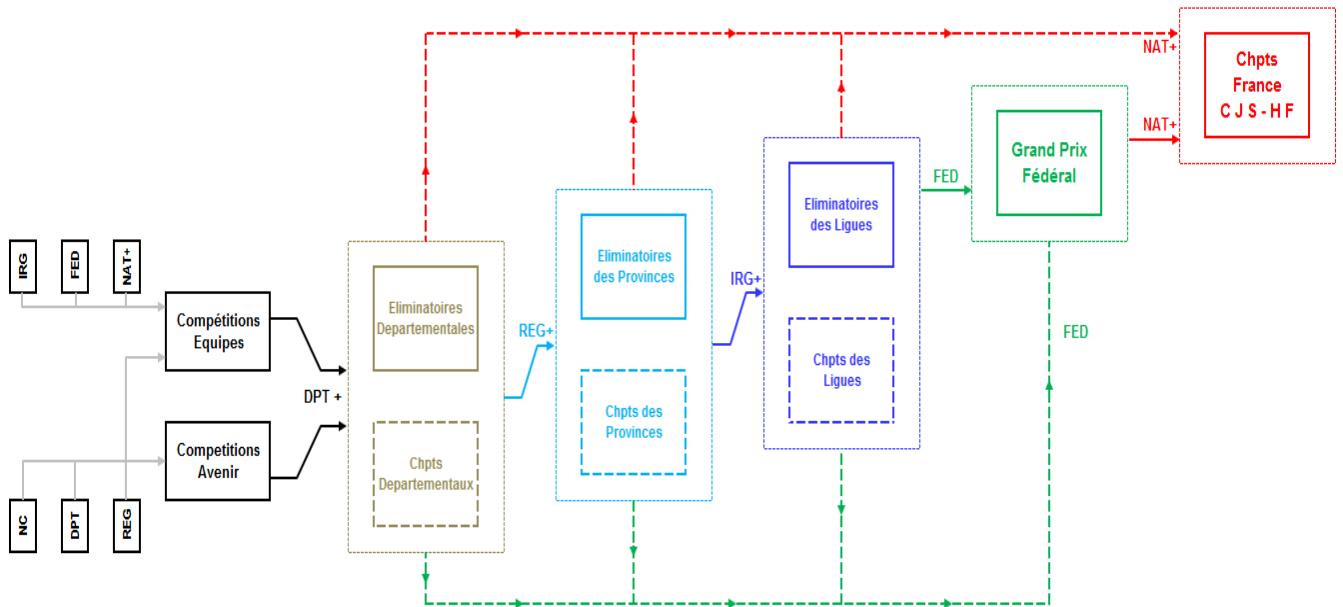 NAT+
Chpts
France
C J S - H F
NAT+
Grand Prix
Fédéral
FED
Eliminatoires
des Ligues
Eliminatoires
des Provinces
IRG
FED
NAT+
Compétitions
Equipes
Eliminatoires
Departementales
REG+
IRG+
Chpts des
Ligues
FED
DPT +
Chpts des
Provinces
Competitions
Avenir
Chpts
Departementaux
NC
DPT
REG